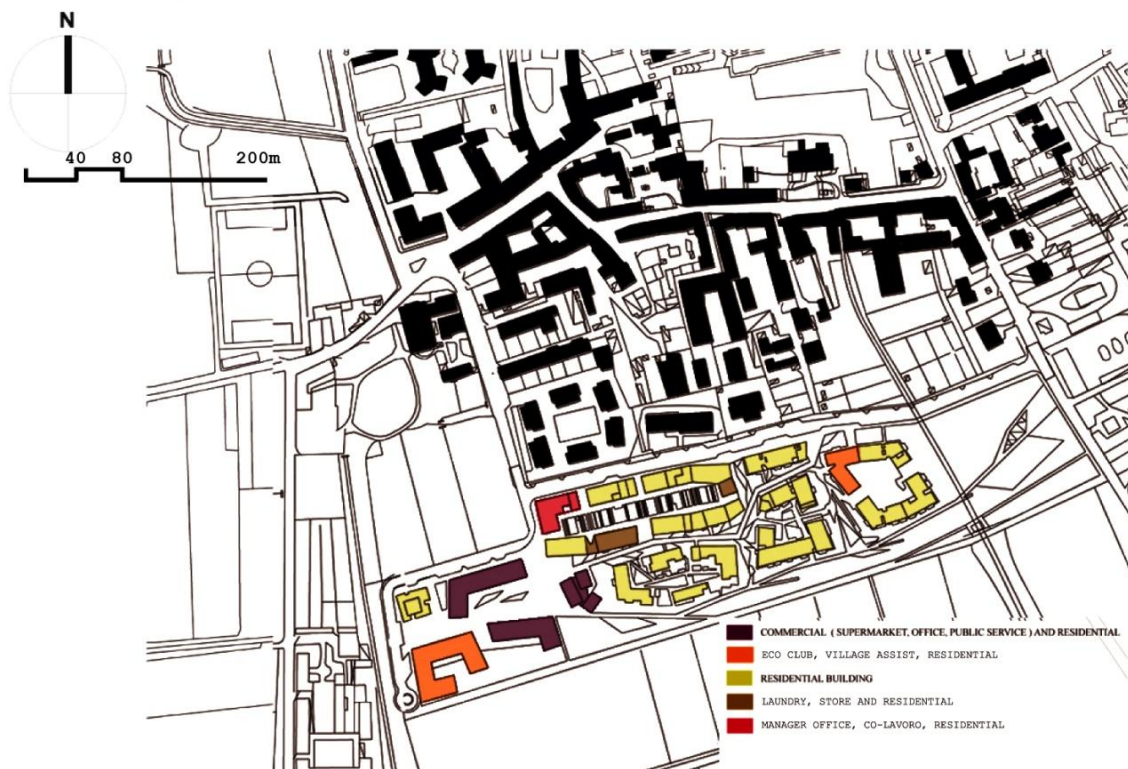 N
40 80 200m
COMMERCIAL ( SUPERMARKET, OFFICE, PUBLIC SERVICE ) AND RESIDENTIAL
ECO CLUB, VILLAGE ASSIST, RESIDENTIAL
RESIDENTIAL BUILDING
LAUNDRY, STORE AND RESIDENTIAL
MANAGER OFFICE, CO-LAVORO, RESIDENTIAL